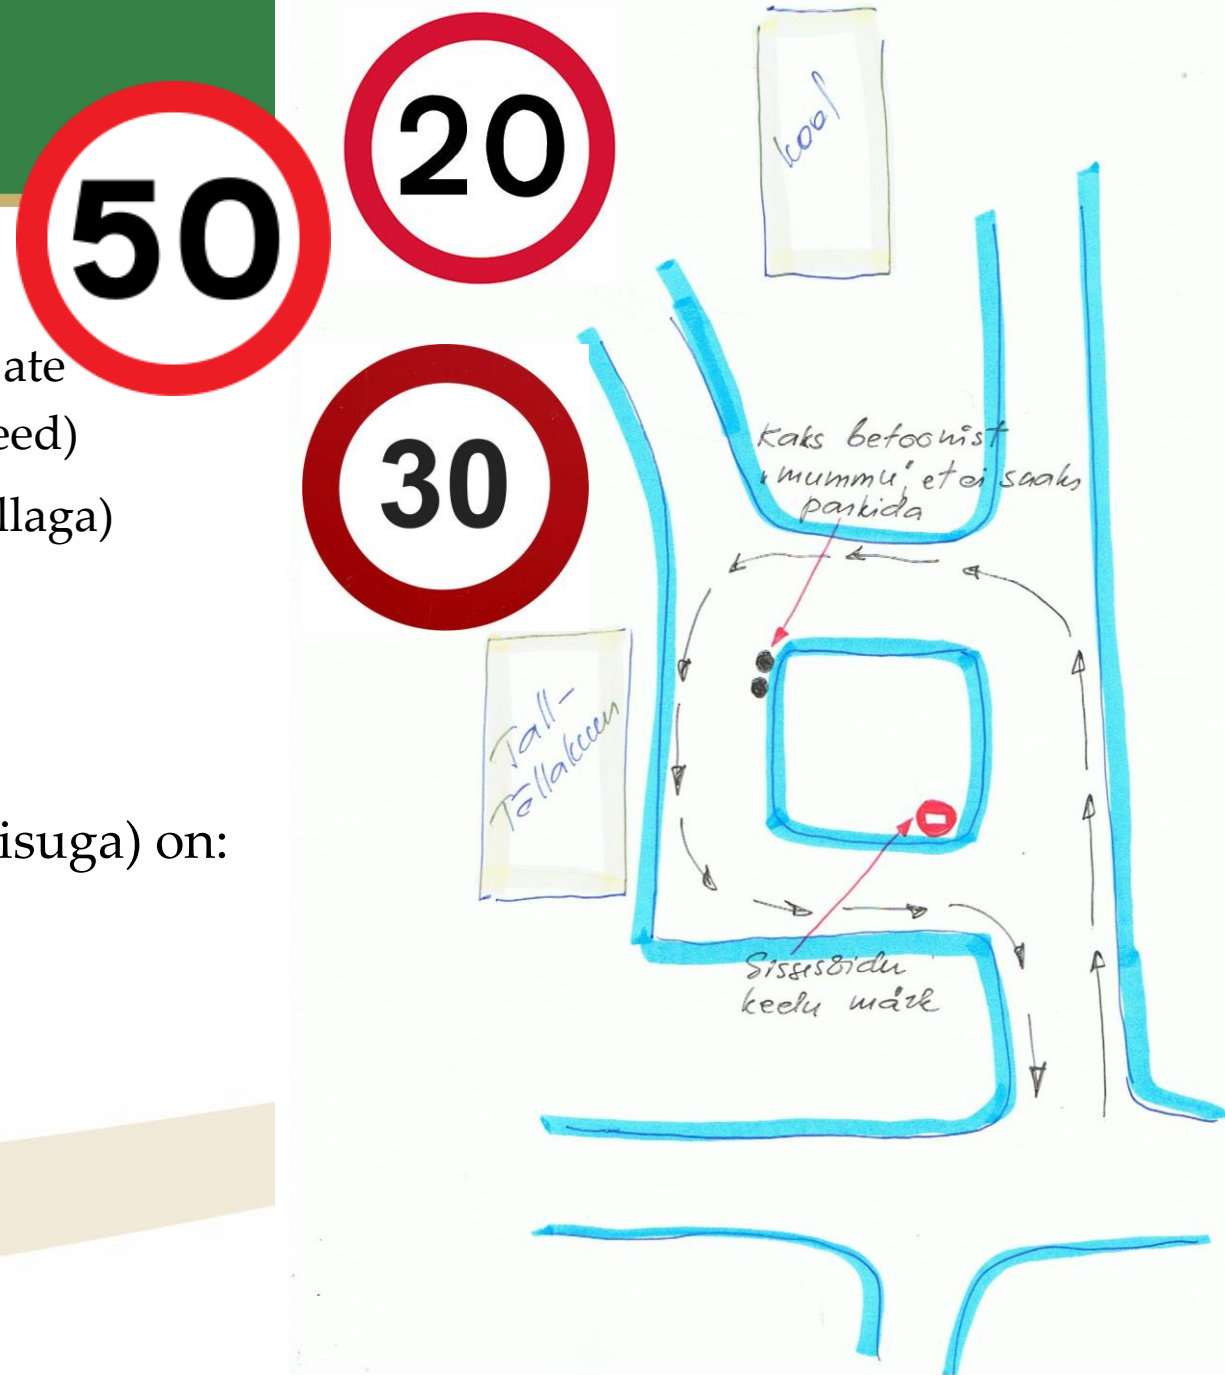 50
20
30
ate
eed)
llaga)
isuga) on:
kool
Kaks betoonist
"mummu", et ei saaks
parkida
Tall-
Tõllakuur
Sissesõidu
keelu märk